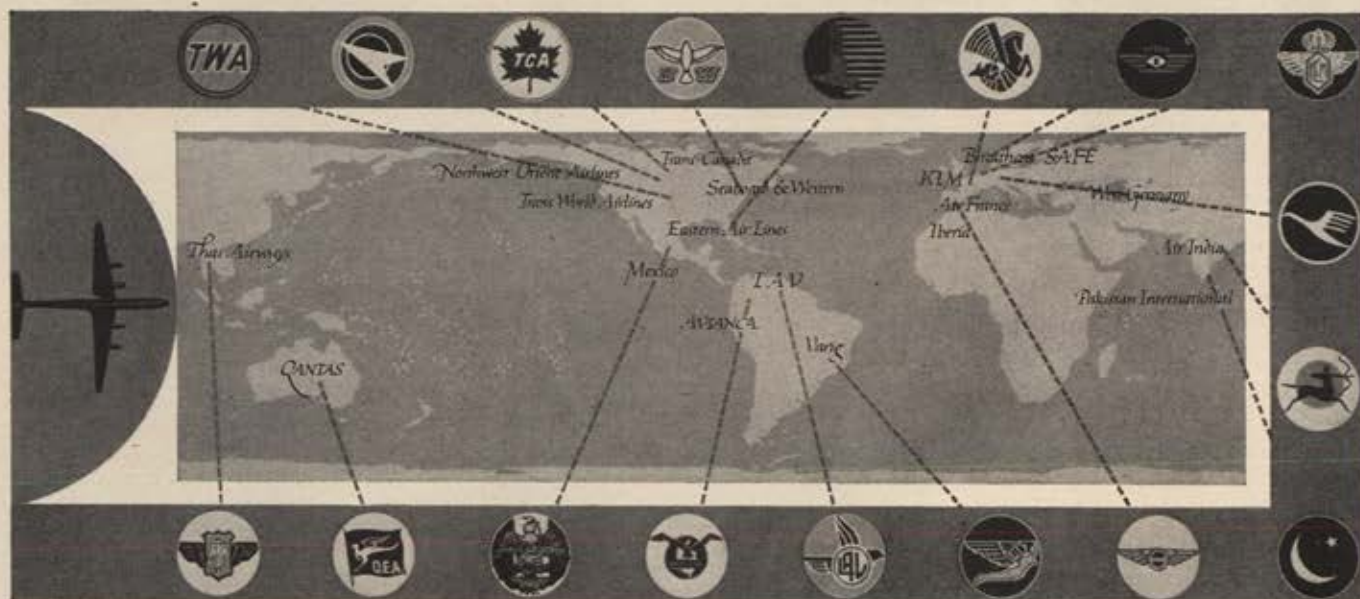 TWA
TCA
Trans-Canada
Northwest Orient Airlines
Trans World Airlines
Seaboard & Western
Eastern Air Lines
Mexico
LAV
AVIANCA
Varig
SAFE
KLM
Air France
Iberia
West Germany
Air India
Pakistan International
Thai Airways
QANTAS
QEA